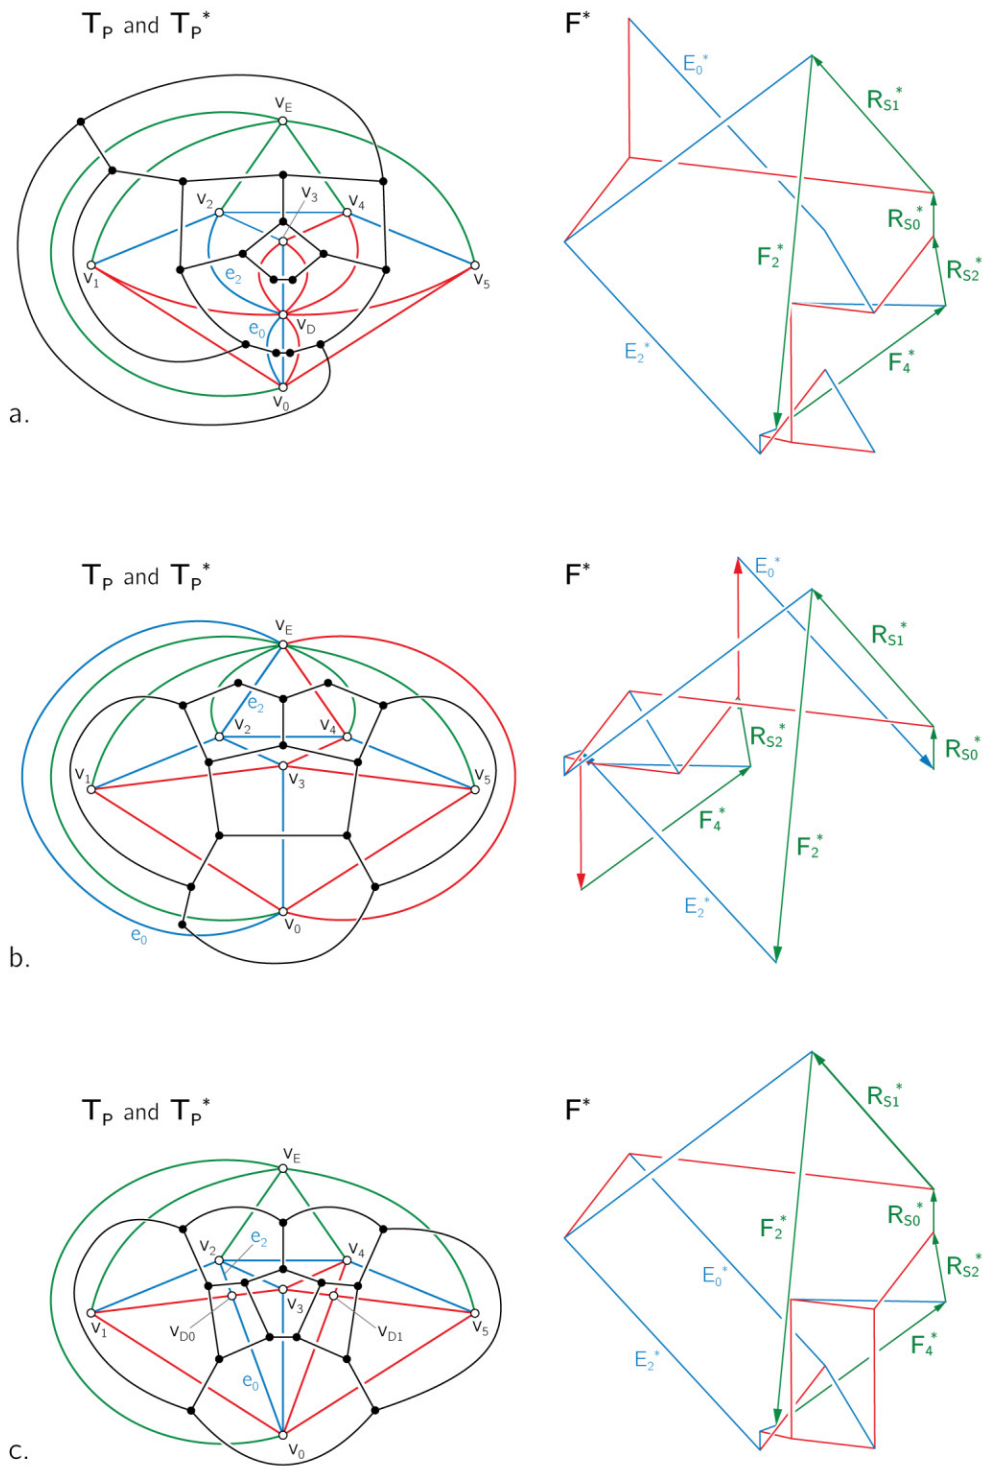 T_P and T_P^*
F^*
E_0^*
v_E
R_S1^*
v_3
v_2
v_4
R_S0^*
F_2^*
e_2
R_S2^*
v_1
v_5
e_0
v_D
E_2^*
F_4^*
v_0
a.
T_P and T_P^*
F^*
E_0^*
v_E
R_S1^*
e_2
v_2
v_4
R_S2^*
R_S0^*
v_1
v_3
v_5
F_4^*
F_2^*
E_2^*
v_0
e_0
b.
T_P and T_P^*
F^*
R_S1^*
v_E
R_S0^*
F_2^*
e_2
v_2
v_4
R_S2^*
E_0^*
v_3
v_1
v_D0
v_D1
v_5
F_4^*
E_2^*
e_0
v_0
c.